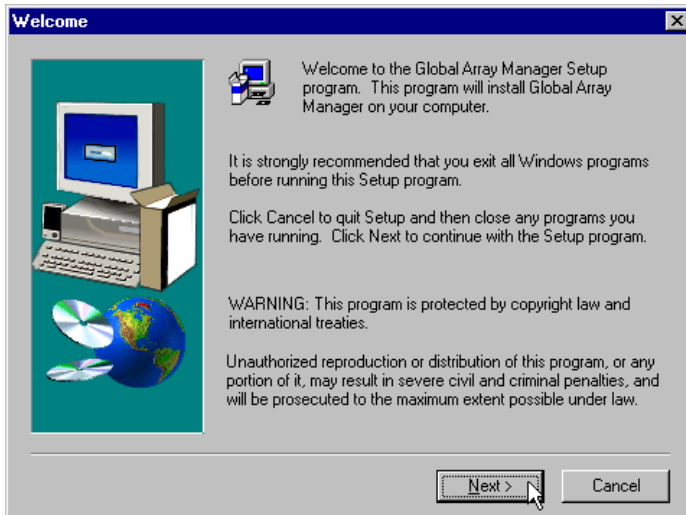 Welcome
Welcome to the Global Array Manager Setup
program. This program will install Global Array
Manager on your computer.
It is strongly recommended that you exit all Windows programs
before running this Setup program.
Click Cancel to quit Setup and then close any programs you
have running. Click Next to continue with the Setup program.
WARNING: This program is protected by copyright law and
international treaties.
Unauthorized reproduction or distribution of this program, or any
portion of it, may result in severe civil and criminal penalties, and
will be prosecuted to the maximum extent possible under law.
Next >
Cancel